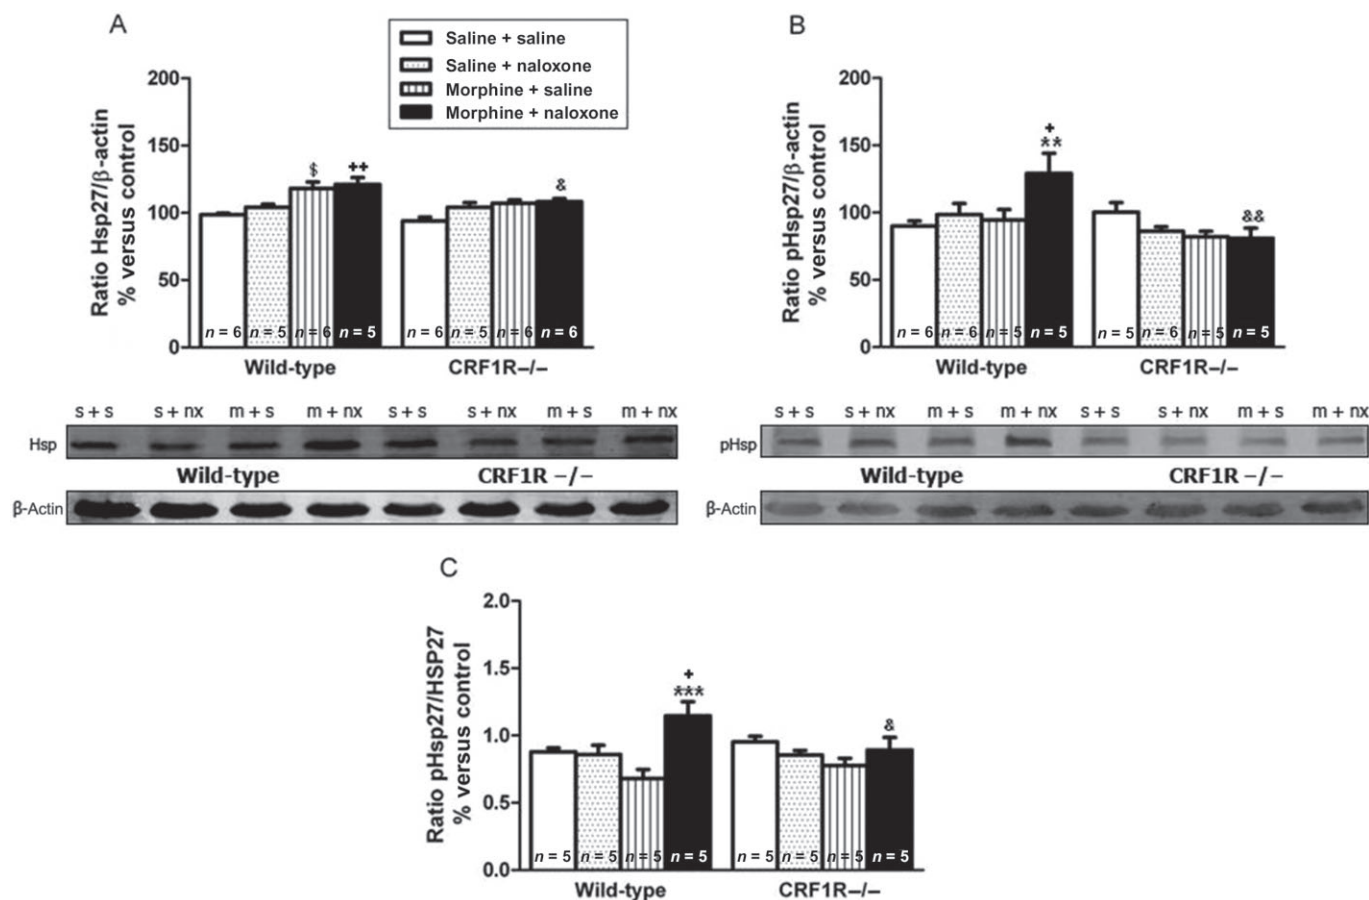 A
Saline + saline
Saline + naloxone
Morphine + saline
Morphine + naloxone
Ratio Hsp27/β-actin
% versus control
200
150
100
50
0
$
++
&
n = 6
n = 5
n = 6
n = 5
n = 6
n = 5
n = 6
n = 6
Wild-type
CRF1R–/–
s + s
s + nx
m + s
m + nx
s + s
s + nx
m + s
m + nx
Hsp
Wild-type
CRF1R –/–
β-Actin
B
Ratio pHsp27/β-actin
% versus control
200
150
100
50
0
+
**
&&
n = 6
n = 6
n = 5
n = 5
n = 5
n = 6
n = 5
n = 5
Wild-type
CRF1R–/–
s + s
s + nx
m + s
m + nx
s + s
s + nx
m + s
m + nx
pHsp
Wild-type
CRF1R –/–
β-Actin
C
Ratio pHsp27/HSP27
% versus control
2.0
1.5
1.0
0.5
0.0
+
***
&
n = 5
n = 5
n = 5
n = 5
n = 5
n = 5
n = 5
n = 5
Wild-type
CRF1R–/–